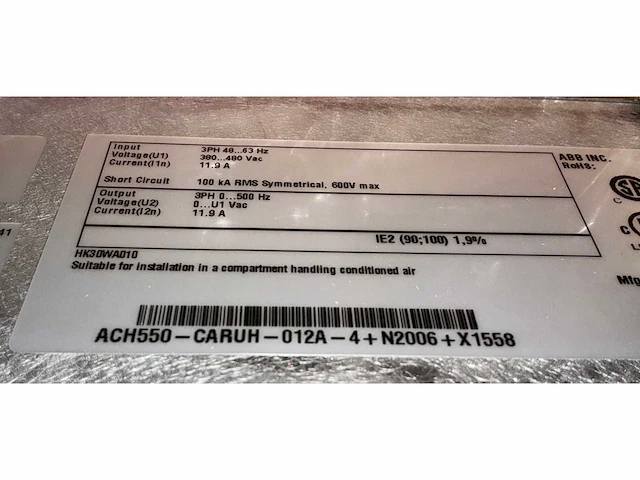 Input 3PH 48...63 Hz ABB INC.
Voltage(U1) 380...480 Vac RoHS:
Current(I1n) 11.9 A
Short Circuit 100 kA RMS Symmetrical, 600V max
Output 3PH 0...500 Hz
Voltage(U2) 0...U1 Vac
Current(I2n) 11.9 A
IE2 (90;100) 1,9%
HK30WA010
Suitable for installation in a compartment handling conditioned air
ACH550-CARUH-012A-4+N2006+X1558
41
C
C
Mfg